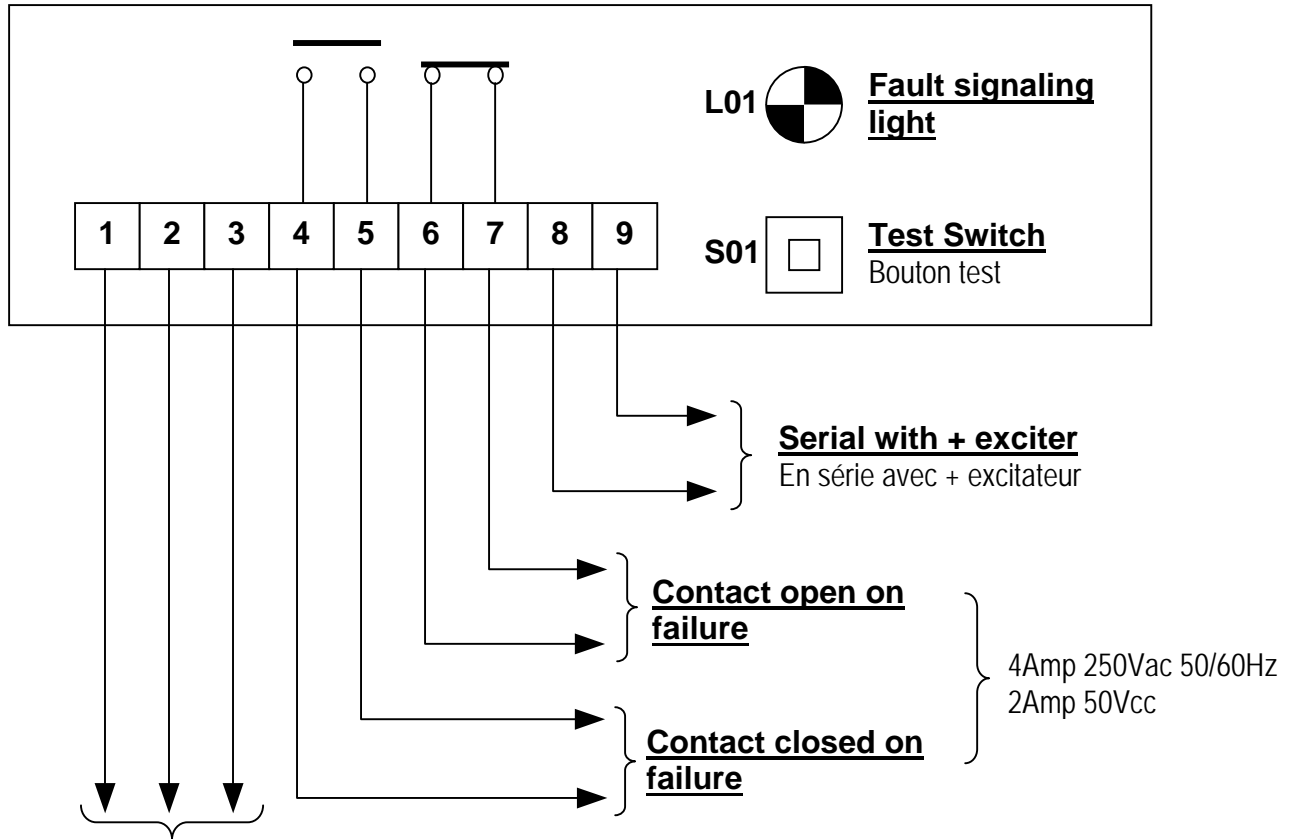 L01
Fault signaling
light
1 2 3 4 5 6 7 8 9
S01
Test Switch
Bouton test
Serial with + exciter
En série avec + excitateur
Contact open on
failure
4Amp 250Vac 50/60Hz
2Amp 50Vcc
Contact closed on
failure